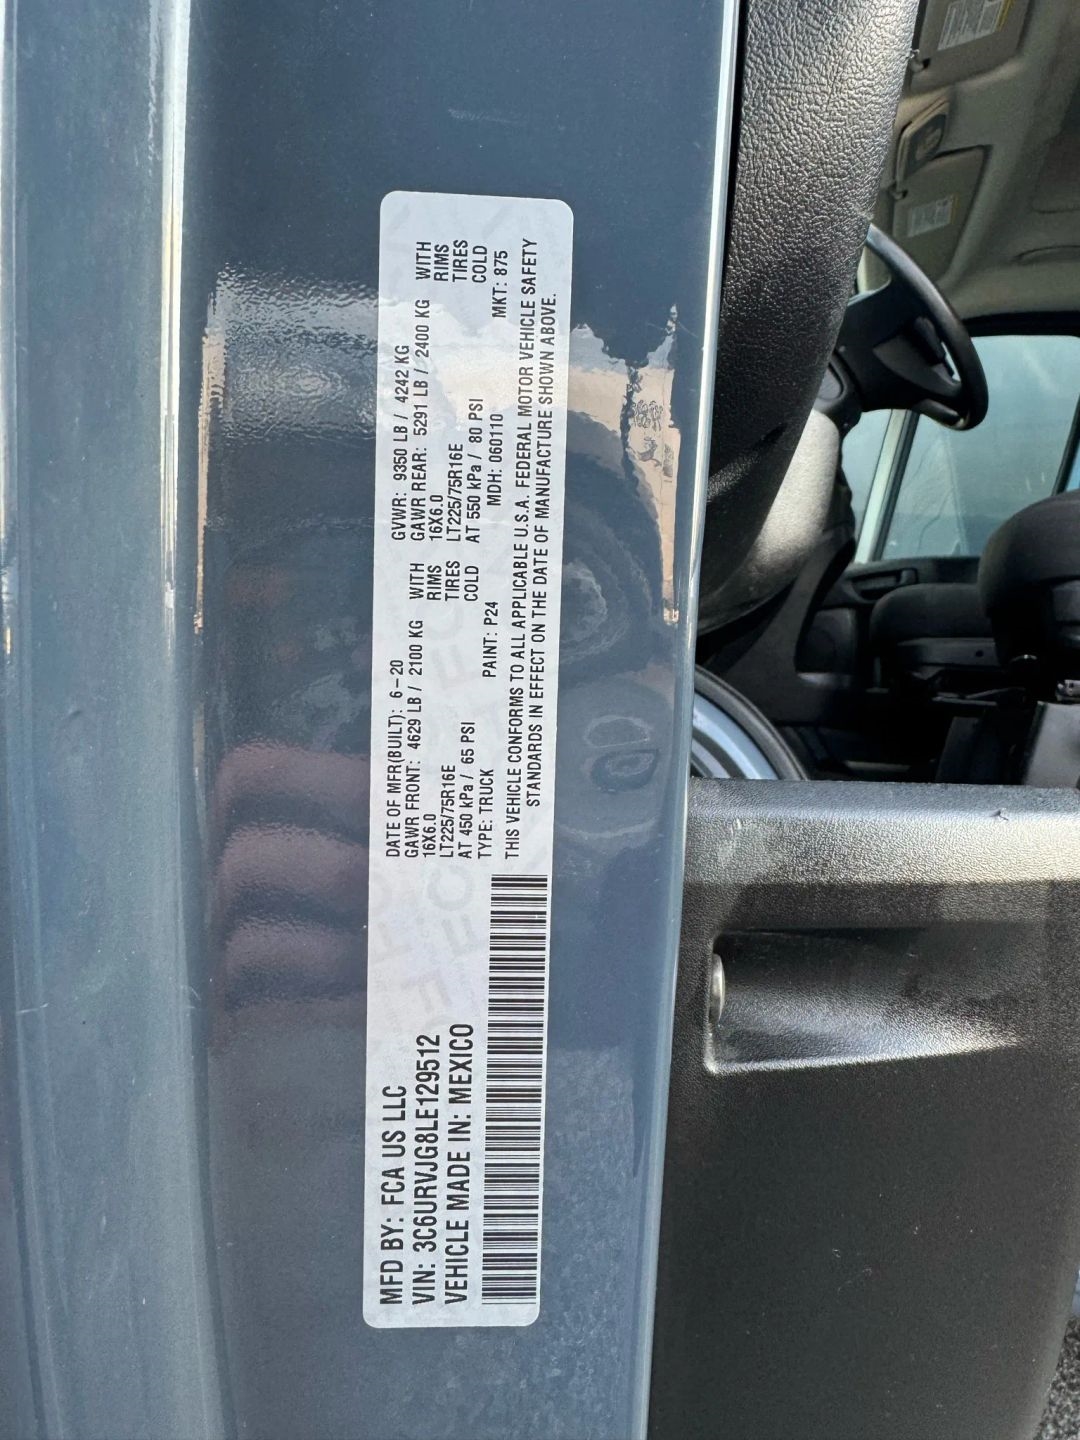 MFD BY: FCA US LLC
VIN: 3C6URVJG8LE129512
VEHICLE MADE IN: MEXICO
DATE OF MFR(BUILT): 6-20 GVWR: 9350 LB / 4242 KG
GAWR FRONT: 4629 LB / 2100 KG WITH GAWR REAR: 5291 LB / 2400 KG WITH
16X6.0 RIMS 16X6.0 RIMS
LT225/75R16E TIRES LT225/75R16E TIRES
AT 450 kPa / 65 PSI COLD AT 550 kPa / 80 PSI COLD
TYPE: TRUCK PAINT: P24 MDH: 060110 MKT: 875
THIS VEHICLE CONFORMS TO ALL APPLICABLE U.S.A. FEDERAL MOTOR VEHICLE SAFETY
STANDARDS IN EFFECT ON THE DATE OF MANUFACTURE SHOWN ABOVE.